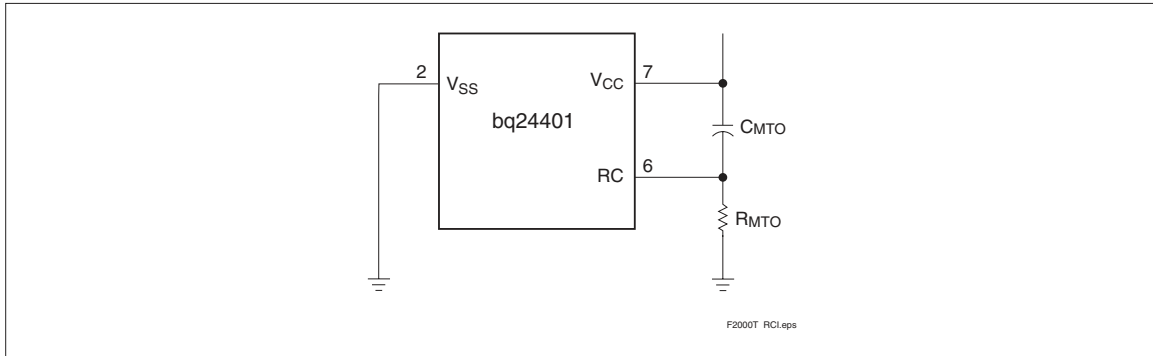 2
VSS
VCC
7
bq24401
CMTO
RC
6
RMTO
F2000T RCI.eps